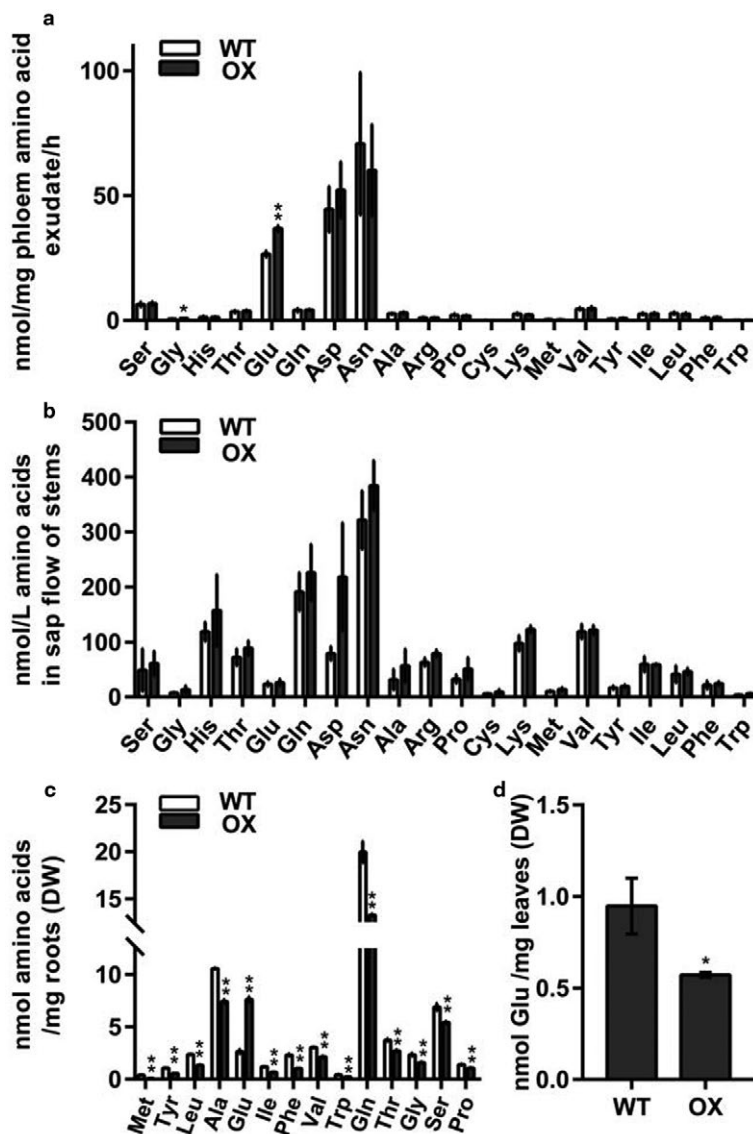 a
WT
OX
nmol/mg phloem amino acid
exudate/h
100
50
0
**
*
Ser Gly His Thr Glu Gln Asp Asn Ala Arg Pro Cys Lys Met Val Tyr Ile Leu Phe Trp
b
WT
OX
nmol/L amino acids
in sap flow of stems
500
400
300
200
100
0
Ser Gly His Thr Glu Gln Asp Asn Ala Arg Pro Cys Lys Met Val Tyr Ile Leu Phe Trp
c
WT
OX
nmol amino acids
/mg roots (DW)
25
20
15
10
5
0
** ** ** ** ** ** ** ** ** ** ** ** ** **
Met Tyr Leu Ala Glu Ile Phe Val Trp Gln Thr Gly Ser Pro
d
nmol Glu /mg leaves (DW)
1.5
1.0
0.5
0.0
*
WT OX